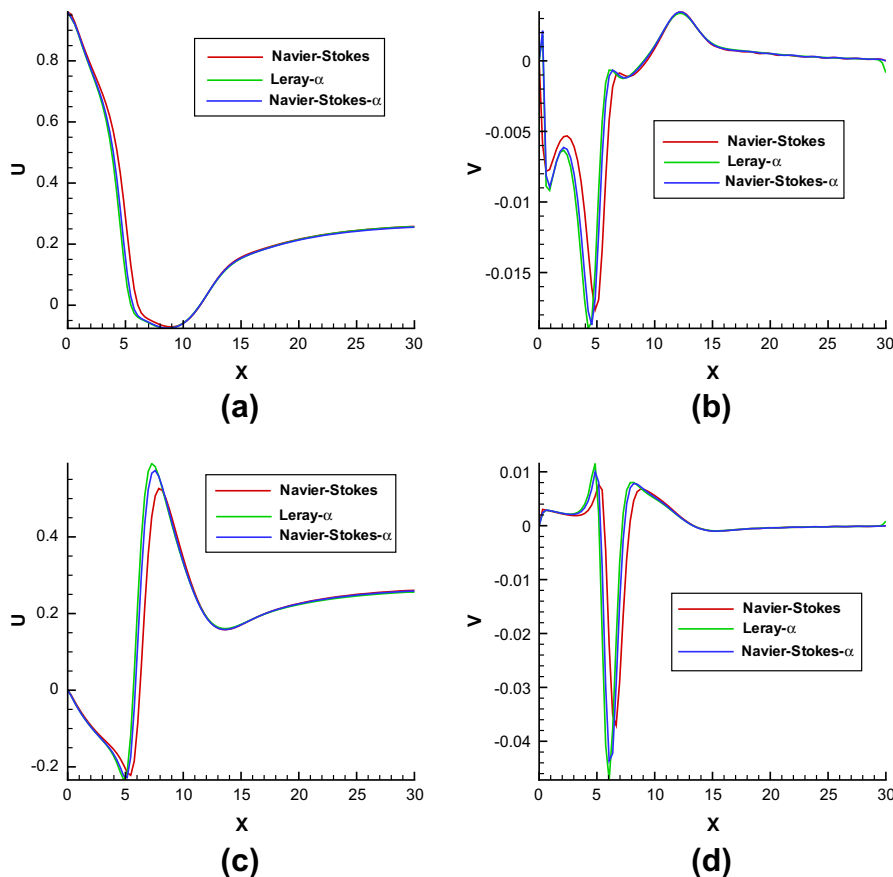 U
0.8
0.6
0.4
0.2
0
Navier-Stokes
Leray-α
Navier-Stokes-α
0 5 10 15 20 25 30
X
(a)
V
0
-0.005
-0.01
-0.015
Navier-Stokes
Leray-α
Navier-Stokes-α
0 5 10 15 20 25 30
X
(b)
U
0.4
0.2
0
-0.2
Navier-Stokes
Leray-α
Navier-Stokes-α
0 5 10 15 20 25 30
X
(c)
V
0.01
0
-0.01
-0.02
-0.03
-0.04
Navier-Stokes
Leray-α
Navier-Stokes-α
0 5 10 15 20 25 30
X
(d)